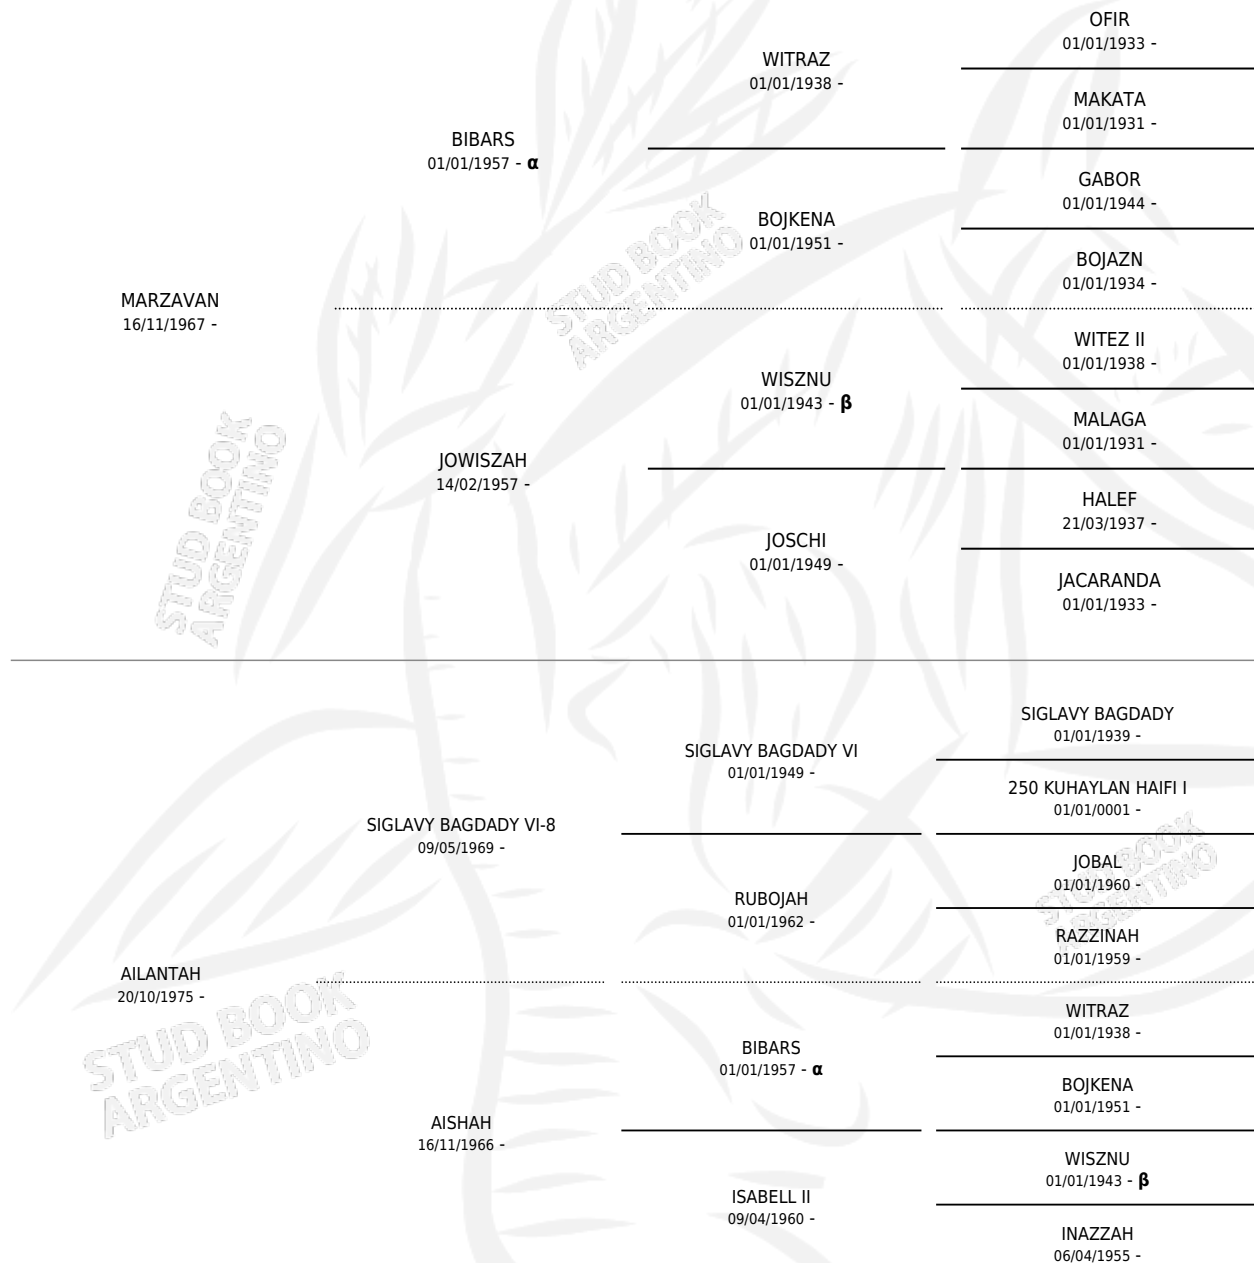 OFIR
01/01/1933 -
WITRAZ
01/01/1938 -
MAKATA
01/01/1931 -
BIBARS
01/01/1957 - α
GABOR
01/01/1944 -
BOJKENA
01/01/1951 -
BOJAZN
01/01/1934 -
MARZAVAN
16/11/1967 -
WITEZ II
01/01/1938 -
WISZNU
01/01/1943 - β
MALAGA
01/01/1931 -
JOWISZAH
14/02/1957 -
HALEF
21/03/1937 -
JOSCHI
01/01/1949 -
JACARANDA
01/01/1933 -
STUD BOOK
ARGENTINO
STUD BOOK
ARGENTINO
SIGLAVY BAGDADY
01/01/1939 -
SIGLAVY BAGDADY VI
01/01/1949 -
250 KUHAYLAN HAIFI I
01/01/0001 -
SIGLAVY BAGDADY VI-8
09/05/1969 -
JOBAL
01/01/1960 -
RUBOJAH
01/01/1962 -
RAZZINAH
01/01/1959 -
AILANTAH
20/10/1975 -
WITRAZ
01/01/1938 -
BIBARS
01/01/1957 - α
BOJKENA
01/01/1951 -
AISHAH
16/11/1966 -
WISZNU
01/01/1943 - β
ISABELL II
09/04/1960 -
INAZZAH
06/04/1955 -
STUD BOOK
ARGENTINO
STUD BOOK
ARGENTINO